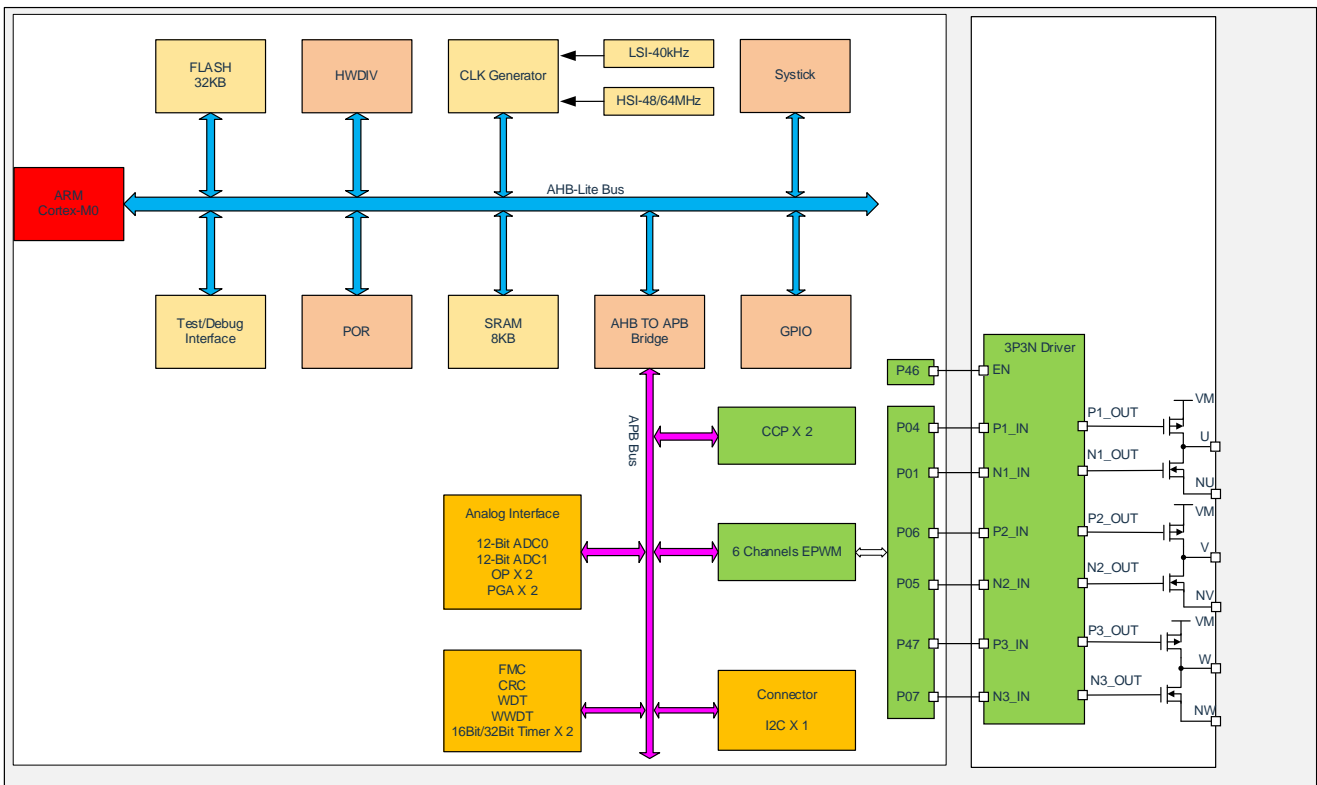 FLASH
32KB
HWDIV
CLK Generator
LSI-40kHz
HSI-48/64MHz
Systick
ARM
Cortex-M0
AHB-Lite Bus
Test/Debug
Interface
POR
SRAM
8KB
AHB TO APB
Bridge
GPIO
APB Bus
CCP X 2
Analog Interface
12-Bit ADC0
12-Bit ADC1
OP X 2
PGA X 2
6 Channels EPWM
FMC
CRC
WDT
WWDT
16Bit/32Bit Timer X 2
Connector
I2C X 1
P46
P04
P01
P06
P05
P47
P07
3P3N Driver
EN
P1_IN
N1_IN
P2_IN
N2_IN
P3_IN
N3_IN
P1_OUT
N1_OUT
P2_OUT
N2_OUT
P3_OUT
N3_OUT
VM
U
NU
VM
V
NV
VM
W
NW